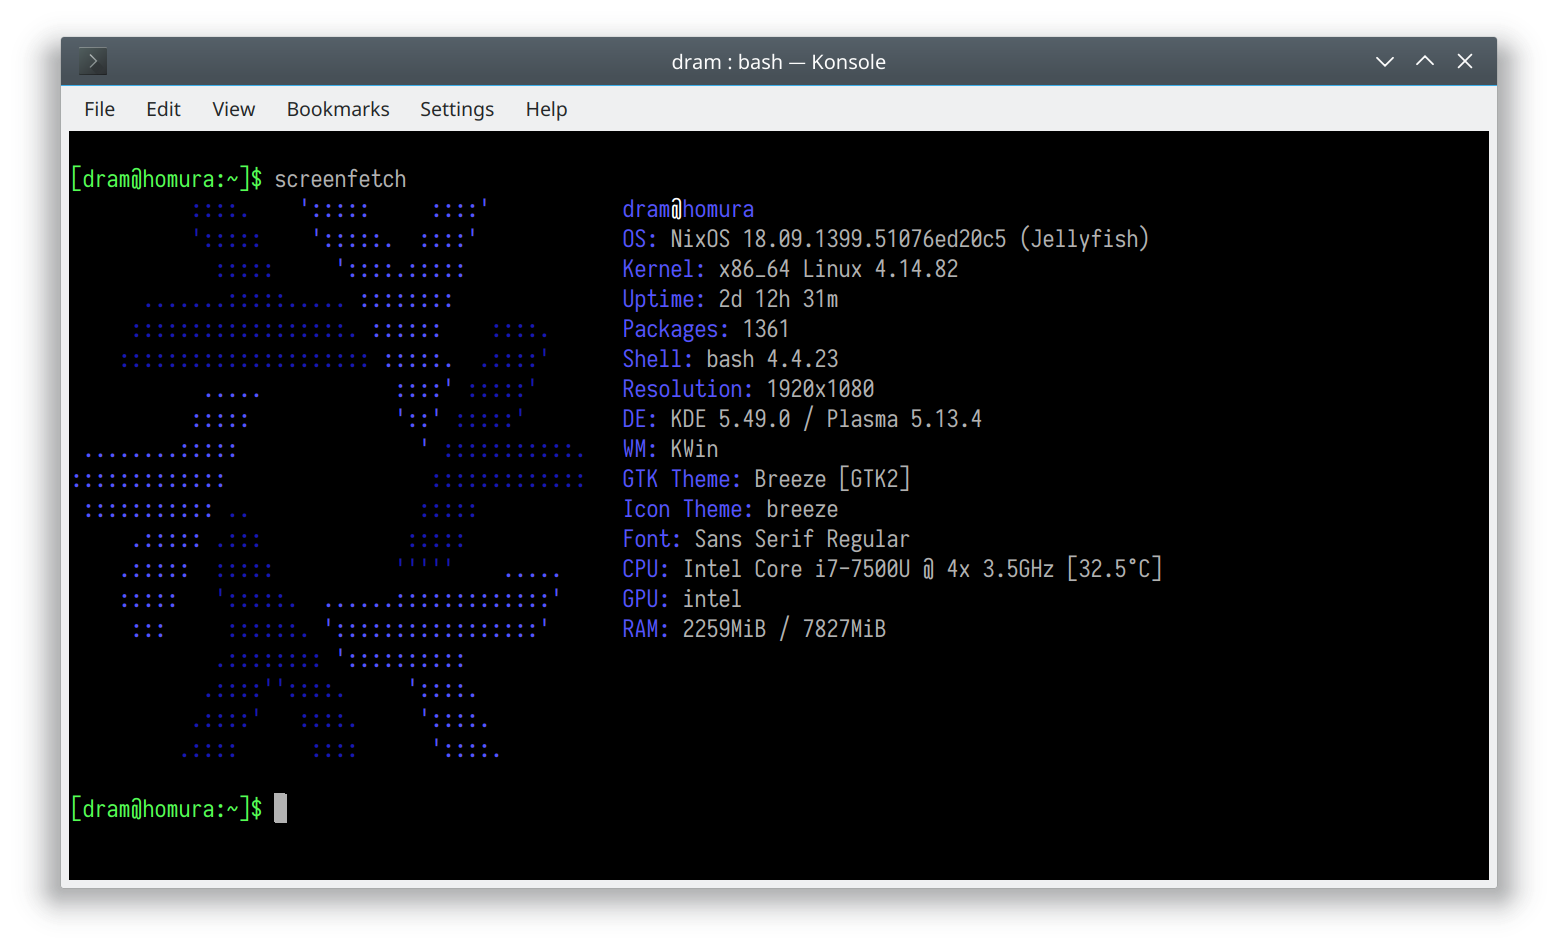 dram : bash — Konsole
File Edit View Bookmarks Settings Help
[dram@homura:~]$ screenfetch
dram@homura
OS: NixOS 18.09.1399.51076ed20c5 (Jellyfish)
Kernel: x86_64 Linux 4.14.82
Uptime: 2d 12h 31m
Packages: 1361
Shell: bash 4.4.23
Resolution: 1920x1080
DE: KDE 5.49.0 / Plasma 5.13.4
WM: KWin
GTK Theme: Breeze [GTK2]
Icon Theme: breeze
Font: Sans Serif Regular
CPU: Intel Core i7-7500U @ 4x 3.5GHz [32.5°C]
GPU: intel
RAM: 2259MiB / 7827MiB
[dram@homura:~]$